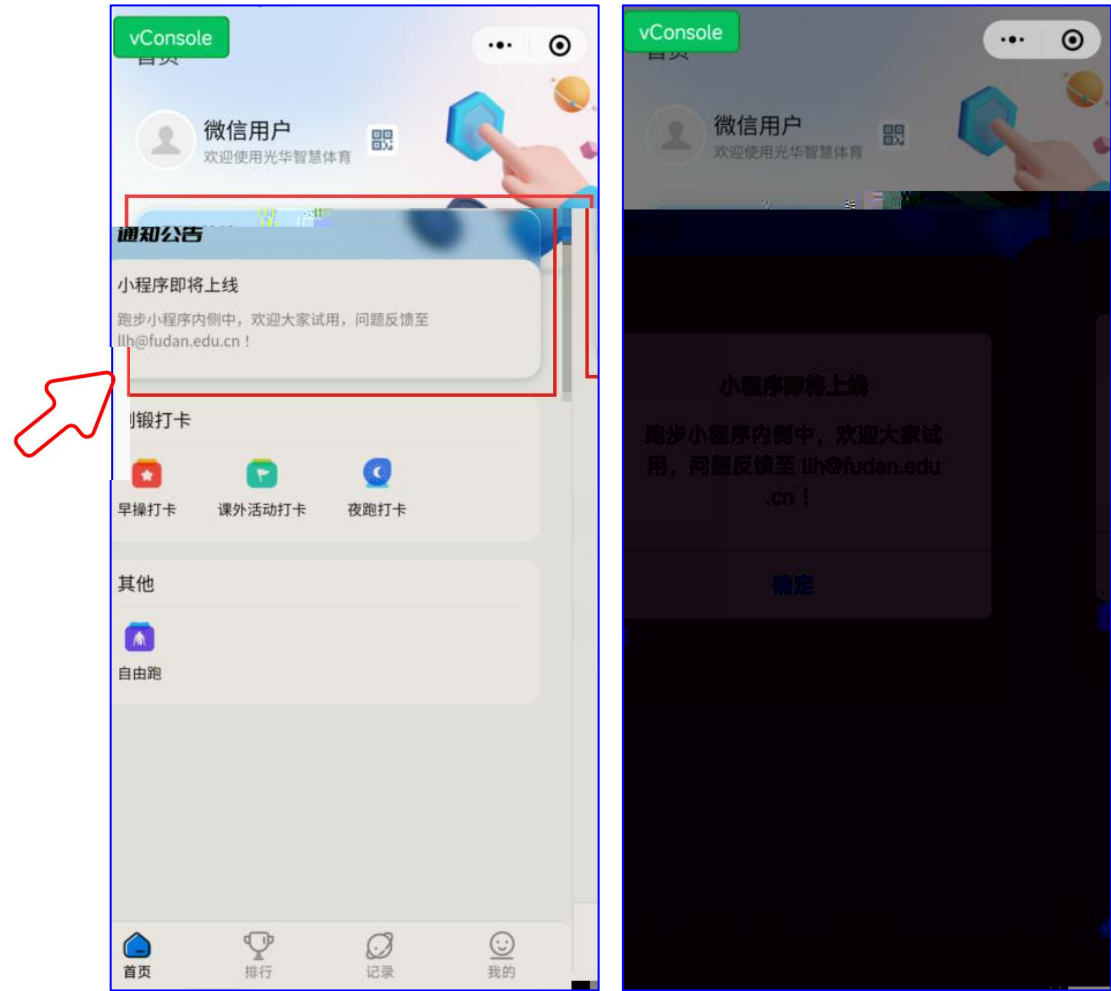 vConsole
首页
微信用户
欢迎使用光华智慧体育
通知公告
小程序即将上线
跑步小程序内侧中，欢迎大家试用，问题反馈至
llh@fudan.edu.cn！
刻锻打卡
早操打卡
课外活动打卡
夜跑打卡
其他
自由跑
首页
排行
记录
我的
vConsole
首页
微信用户
欢迎使用光华智慧体育
小程序即将上线
跑步小程序内侧中，欢迎大家试
用，问题反馈至 llh@fudan.edu
.cn！
确定